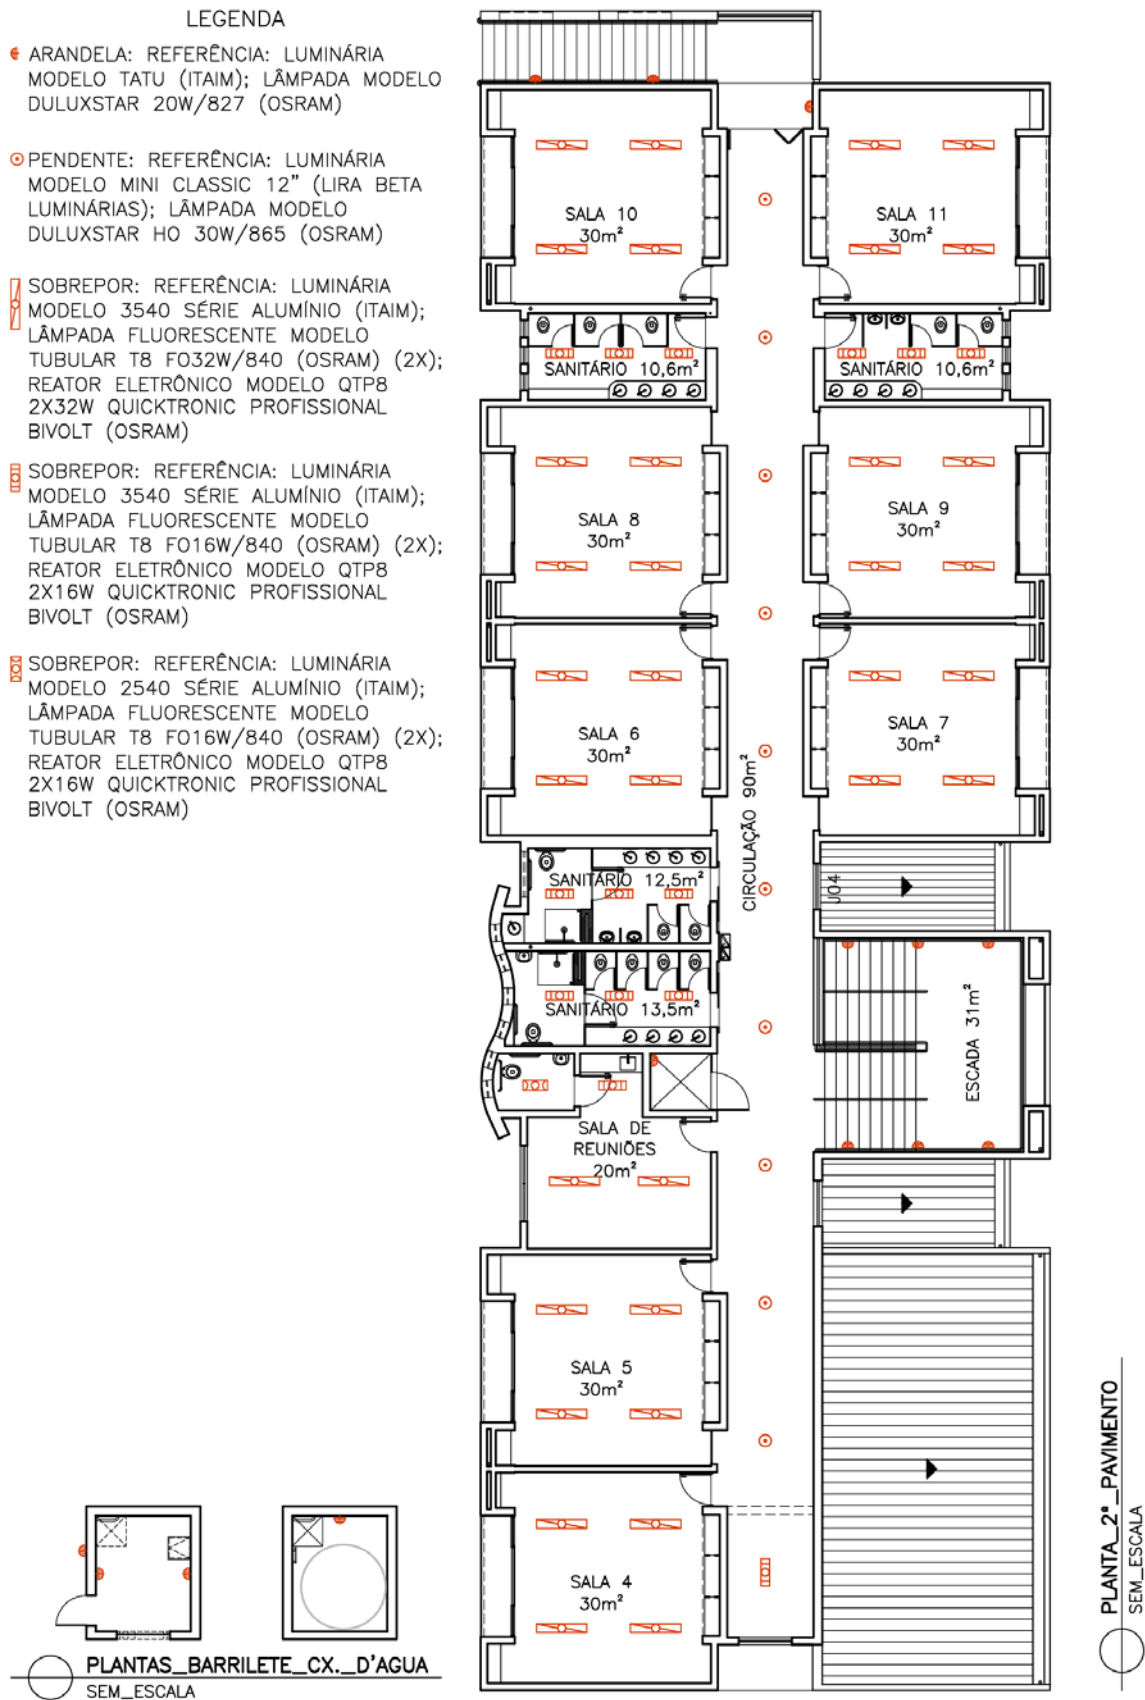 LEGENDA
ARANDELA: REFERÊNCIA: LUMINÁRIA
MODELO TATU (ITAIM); LÂMPADA MODELO
DULUXSTAR 20W/827 (OSRAM)
PENDENTE: REFERÊNCIA: LUMINÁRIA
MODELO MINI CLASSIC 12" (LIRA BETA
LUMINÁRIAS); LÂMPADA MODELO
DULUXSTAR HO 30W/865 (OSRAM)
SOBREPOR: REFERÊNCIA: LUMINÁRIA
MODELO 3540 SÉRIE ALUMÍNIO (ITAIM);
LÂMPADA FLUORESCENTE MODELO
TUBULAR T8 FO32W/840 (OSRAM) (2X);
REATOR ELETRÔNICO MODELO QTP8
2X32W QUICKTRONIC PROFISSIONAL
BIVOLT (OSRAM)
SOBREPOR: REFERÊNCIA: LUMINÁRIA
MODELO 3540 SÉRIE ALUMÍNIO (ITAIM);
LÂMPADA FLUORESCENTE MODELO
TUBULAR T8 FO16W/840 (OSRAM) (2X);
REATOR ELETRÔNICO MODELO QTP8
2X16W QUICKTRONIC PROFISSIONAL
BIVOLT (OSRAM)
SOBREPOR: REFERÊNCIA: LUMINÁRIA
MODELO 2540 SÉRIE ALUMÍNIO (ITAIM);
LÂMPADA FLUORESCENTE MODELO
TUBULAR T8 FO16W/840 (OSRAM) (2X);
REATOR ELETRÔNICO MODELO QTP8
2X16W QUICKTRONIC PROFISSIONAL
BIVOLT (OSRAM)
SALA 10
30m²
SALA 11
30m²
SANITÁRIO 10,6m²
SANITÁRIO 10,6m²
SALA 8
30m²
SALA 9
30m²
SALA 6
30m²
SALA 7
30m²
CIRCULAÇÃO 90m²
SANITÁRIO 12,5m²
J04
SANITÁRIO 13,5m²
ESCADA 31m²
SALA DE
REUNIÕES
20m²
SALA 5
30m²
SALA 4
30m²
PLANTAS_BARRILETE_CX._D'AGUA
SEM_ESCALA
PLANTA_2º_PAVIMENTO
SEM_ESCALA